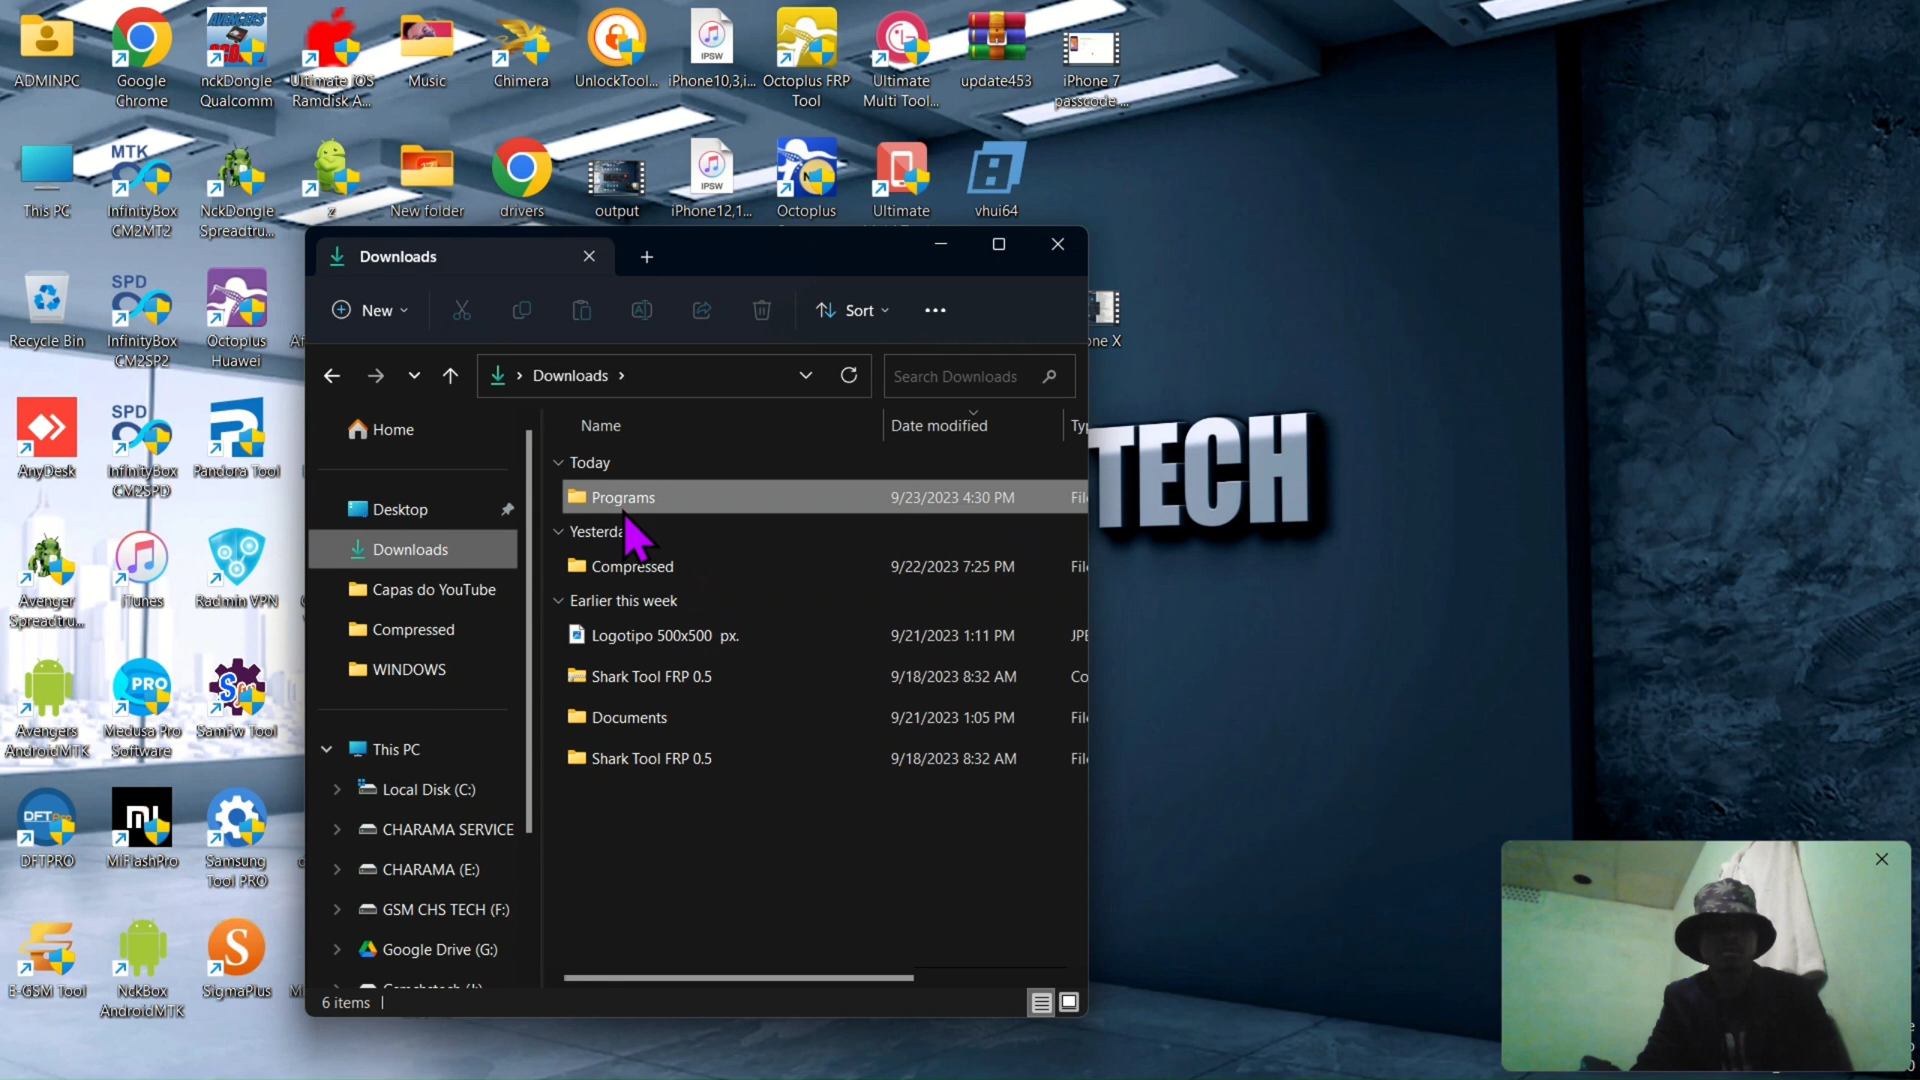 ADMINPC
Google
Chrome
nckDongle
Qualcomm
Ultimate iOS
Ramdisk A...
Music
Chimera
UnlockTool...
IPSW
iPhone10,3,i...
Octoplus FRP
Tool
Ultimate
Multi Tool...
update453
iPhone 7
passcode ...
This PC
MTK
InfinityBox
CM2MT2
NckDongle
Spreadtru...
z
New folder
drivers
output
IPSW
iPhone12,1...
Octoplus
Ultimate
vhui64
Recycle Bin
SPD
InfinityBox
CM2SP2
Octoplus
Huawei
one X
AnyDesk
SPD
InfinityBox
CM2SPD
Pandora Tool
Avenger
Spreadtru...
iTunes
Radmin VPN
Avengers
AndroidMTK
PRO
Medusa Pro
Software
SamFw Tool
DFTPRO
MiFlashPro
Samsung
Tool PRO
E-GSM Tool
NckBox
AndroidMTK
S
SigmaPlus
Downloads
New
Sort
Downloads
Search Downloads
Home
Desktop
Downloads
Capas do YouTube
Compressed
WINDOWS
This PC
Local Disk (C:)
CHARAMA SERVICE
CHARAMA (E:)
GSM CHS TECH (F:)
Google Drive (G:)
Name
Date modified
Today
Programs
9/23/2023 4:30 PM
Yesterda
Compressed
9/22/2023 7:25 PM
Earlier this week
Logotipo 500x500 px.
9/21/2023 1:11 PM
Shark Tool FRP 0.5
9/18/2023 8:32 AM
Documents
9/21/2023 1:05 PM
Shark Tool FRP 0.5
9/18/2023 8:32 AM
6 items
TECH